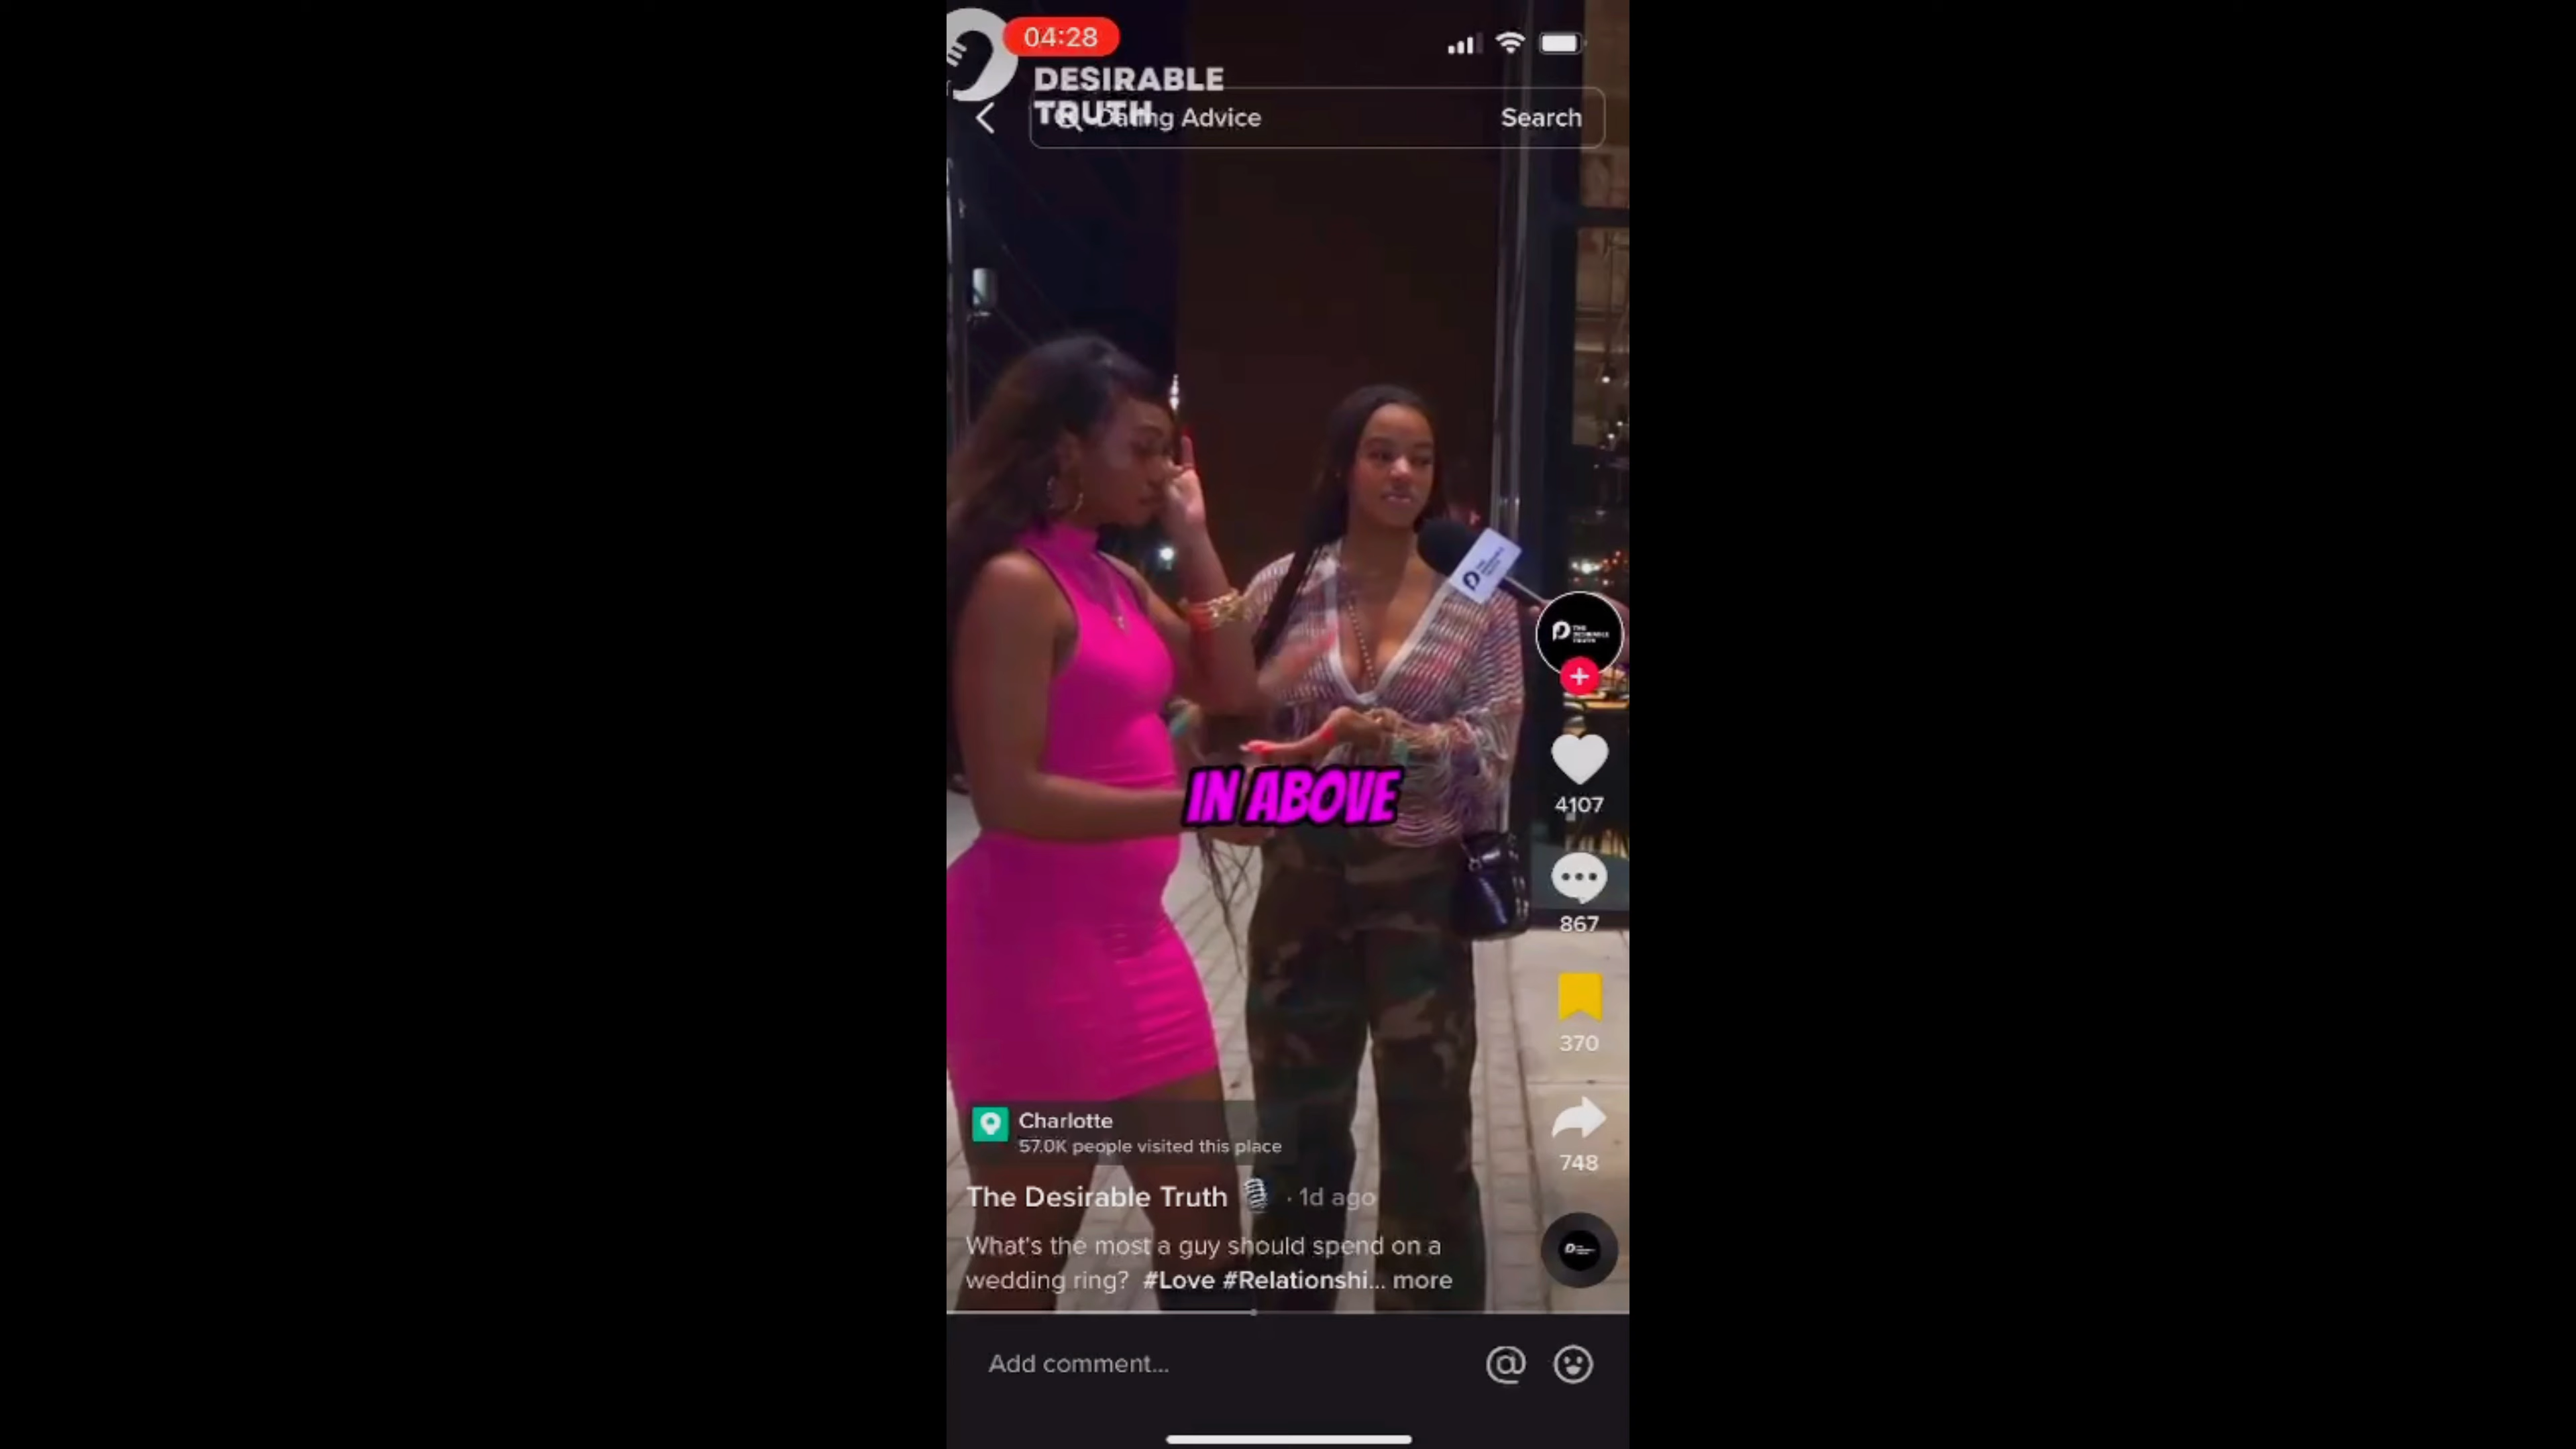 04:28
DESIRABLE
TRUTH
Dating Advice
Search
IN ABOVE
4107
867
370
748
Charlotte
57.0K people visited this place
The Desirable Truth · 1d ago
What's the most a guy should spend on a
wedding ring? #Love #Relationshi... more
Add comment...